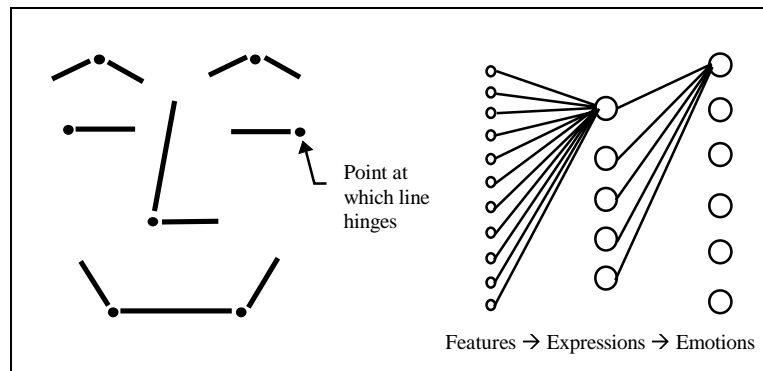 Point at
which line
hinges
Features → Expressions → Emotions